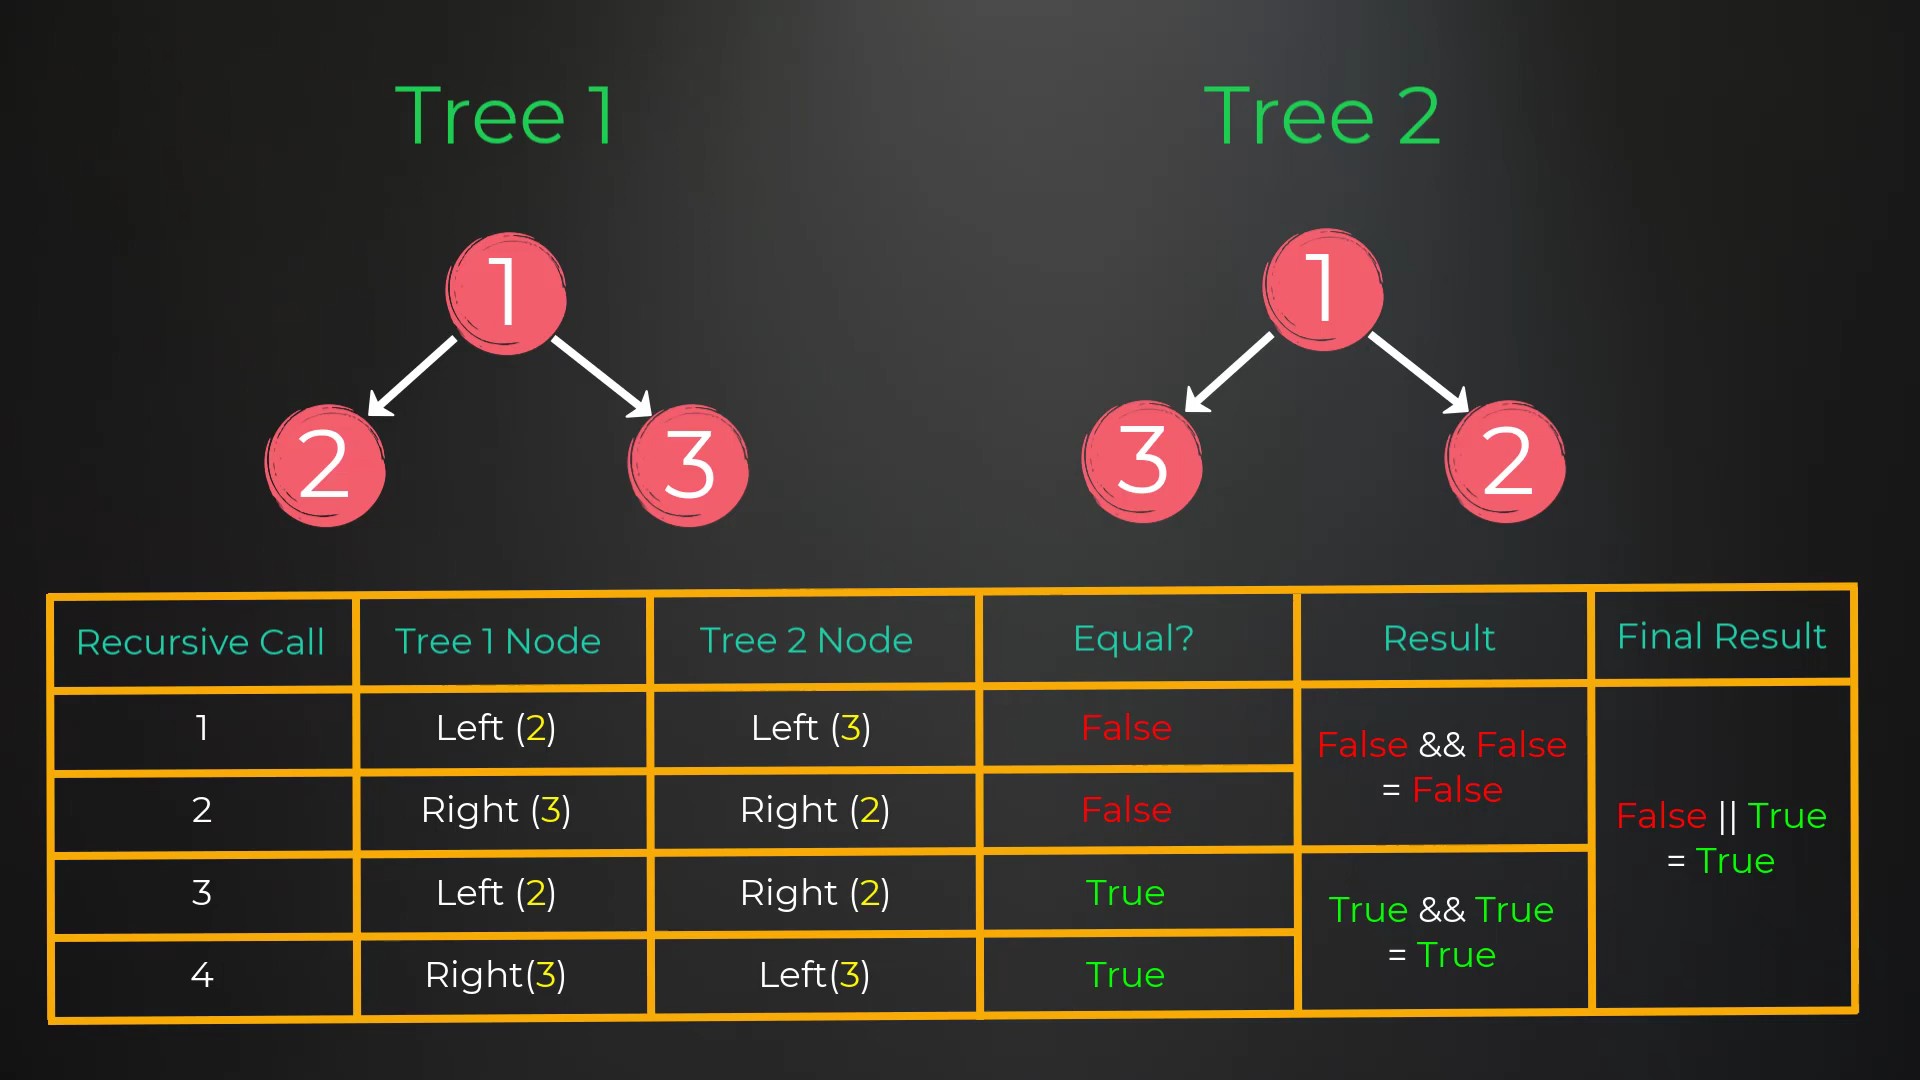 Tree 1
Tree 2
1
1
2
3
3
2
Recursive Call
Tree 1 Node
Tree 2 Node
Equal?
Result
Final Result
1
Left (2)
Left (3)
False
False && False
= False
2
Right (3)
Right (2)
False
False || True
= True
3
Left (2)
Right (2)
True
True && True
= True
4
Right(3)
Left(3)
True